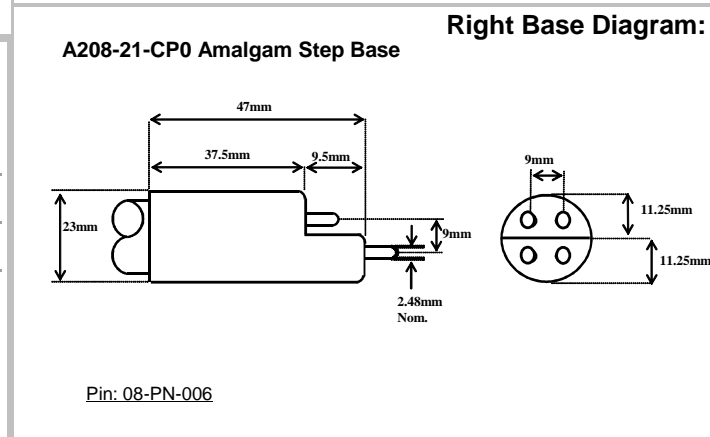 Right Base Diagram:
A208-21-CP0 Amalgam Step Base
47mm
37.5mm
9.5mm
9mm
23mm
11.25mm
9mm
11.25mm
2.48mm
Nom.
Pin: 08-PN-006